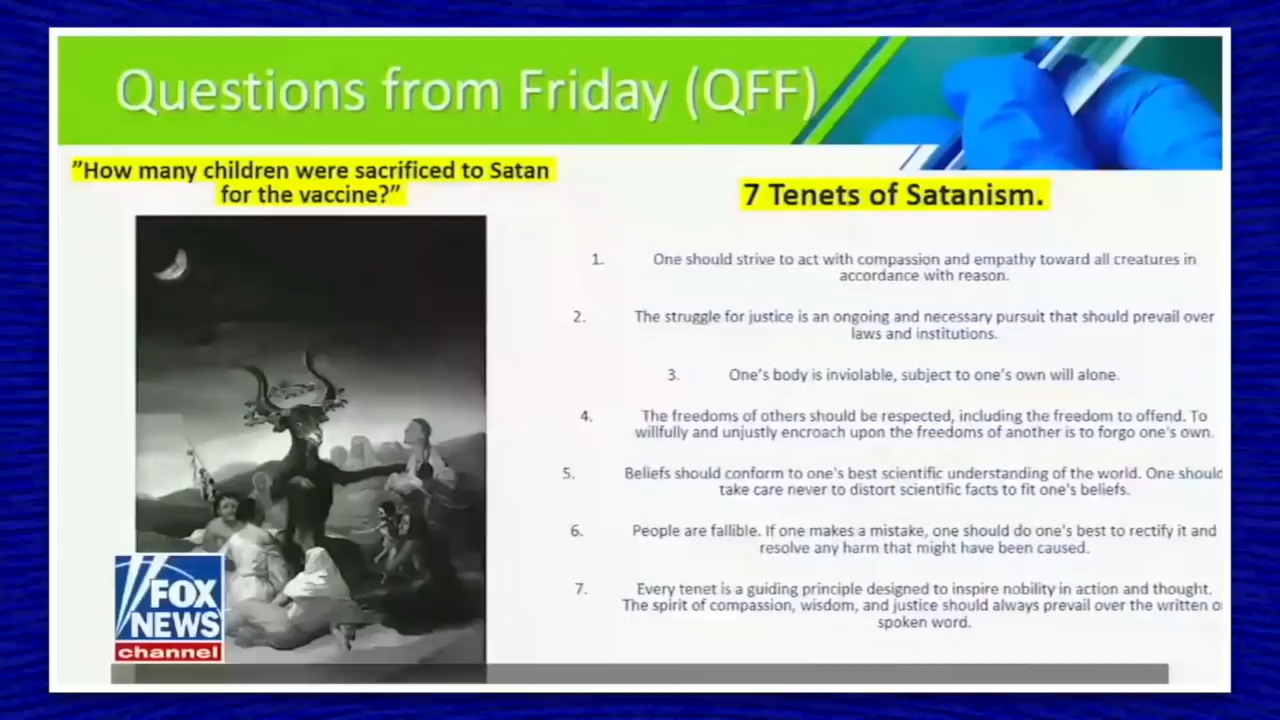 Questions from Friday (QFF)
"How many children were sacrificed to Satan
for the vaccine?"
7 Tenets of Satanism.
1. One should strive to act with compassion and empathy toward all creatures in
accordance with reason.
2. The struggle for justice is an ongoing and necessary pursuit that should prevail over
laws and institutions.
3. One's body is inviolable, subject to one's own will alone.
4. The freedoms of others should be respected, including the freedom to offend. To
willfully and unjustly encroach upon the freedoms of another is to forgo one's own.
5. Beliefs should conform to one's best scientific understanding of the world. One should
take care never to distort scientific facts to fit one's beliefs.
6. People are fallible. If one makes a mistake, one should do one's best to rectify it and
resolve any harm that might have been caused.
7. Every tenet is a guiding principle designed to inspire nobility in action and thought.
The spirit of compassion, wisdom, and justice should always prevail over the written o
spoken word.
FOX
NEWS
channel